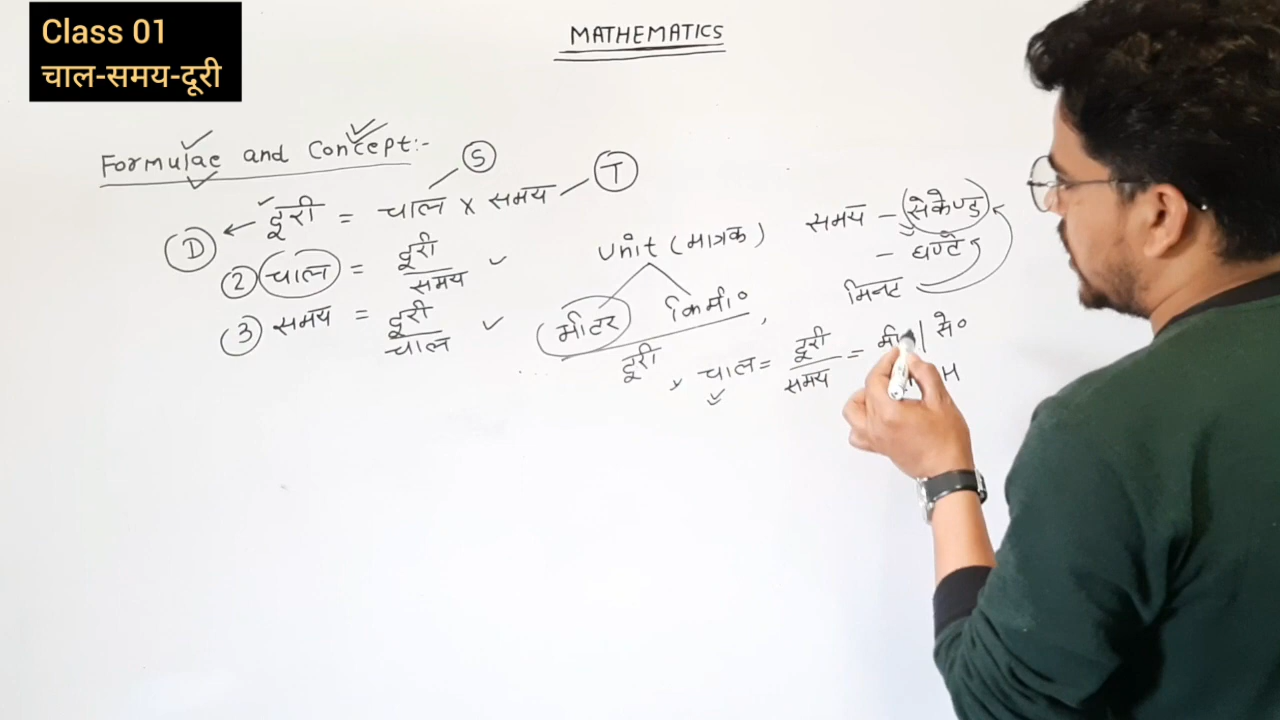 Class 01
चाल-समय-दूरी
MATHEMATICS
Formulae and Concept:-
दूरी = चाल × समय
S
T
D
② चाल = दूरी / समय
③ समय = दूरी / चाल
Unit (मात्रक)
मीटर किमी०
दूरी
समय - सेकेण्ड
- घण्टे
मिनट
चाल = दूरी / समय = मी / से०
H